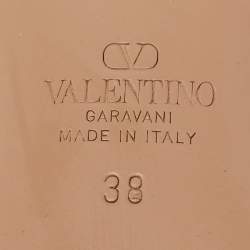 VALENTINO
GARAVANI
MADE IN ITALY
38